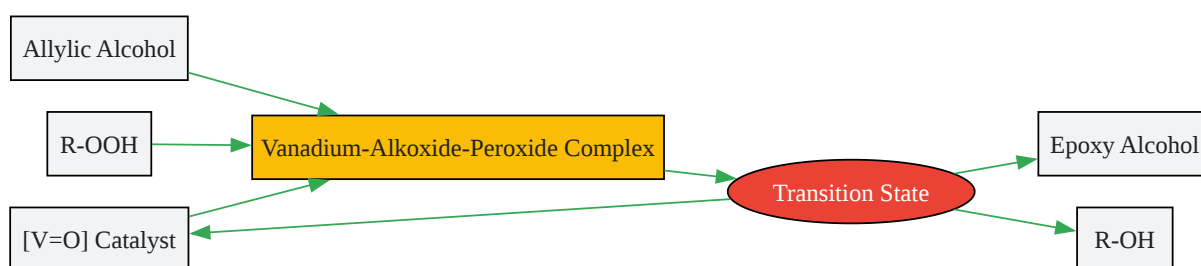 Allylic Alcohol
R-OOH
[V=O] Catalyst
Vanadium-Alkoxide-Peroxide Complex
Transition State
Epoxy Alcohol
R-OH